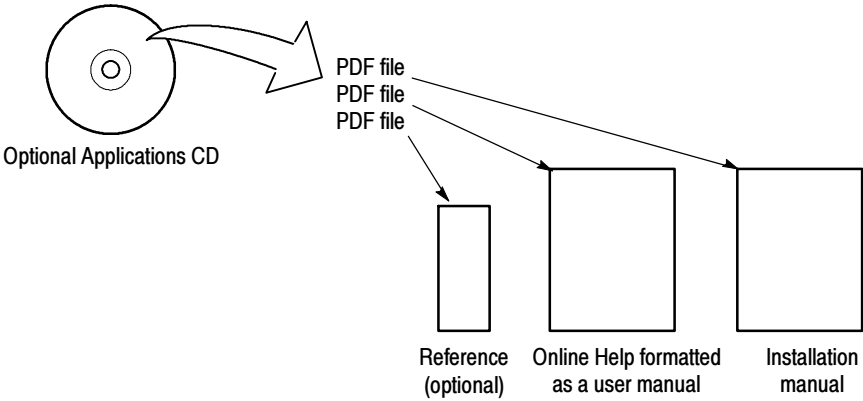 PDF file
PDF file
PDF file
Optional Applications CD
Reference
(optional)
Online Help formatted
as a user manual
Installation
manual